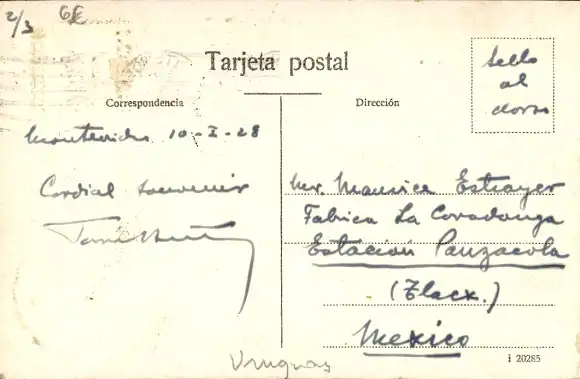 2/3 6E
Tarjeta postal
sello
al
dorso
Correspondencia
Dirección
Montevideo 10-I-28
Cordial souvenir
Mr. Maurice Estrayer
Fabrica La Covadonga
Estación Panzacola
(Tlacx.)
Mexico
Uruguay
i 20285